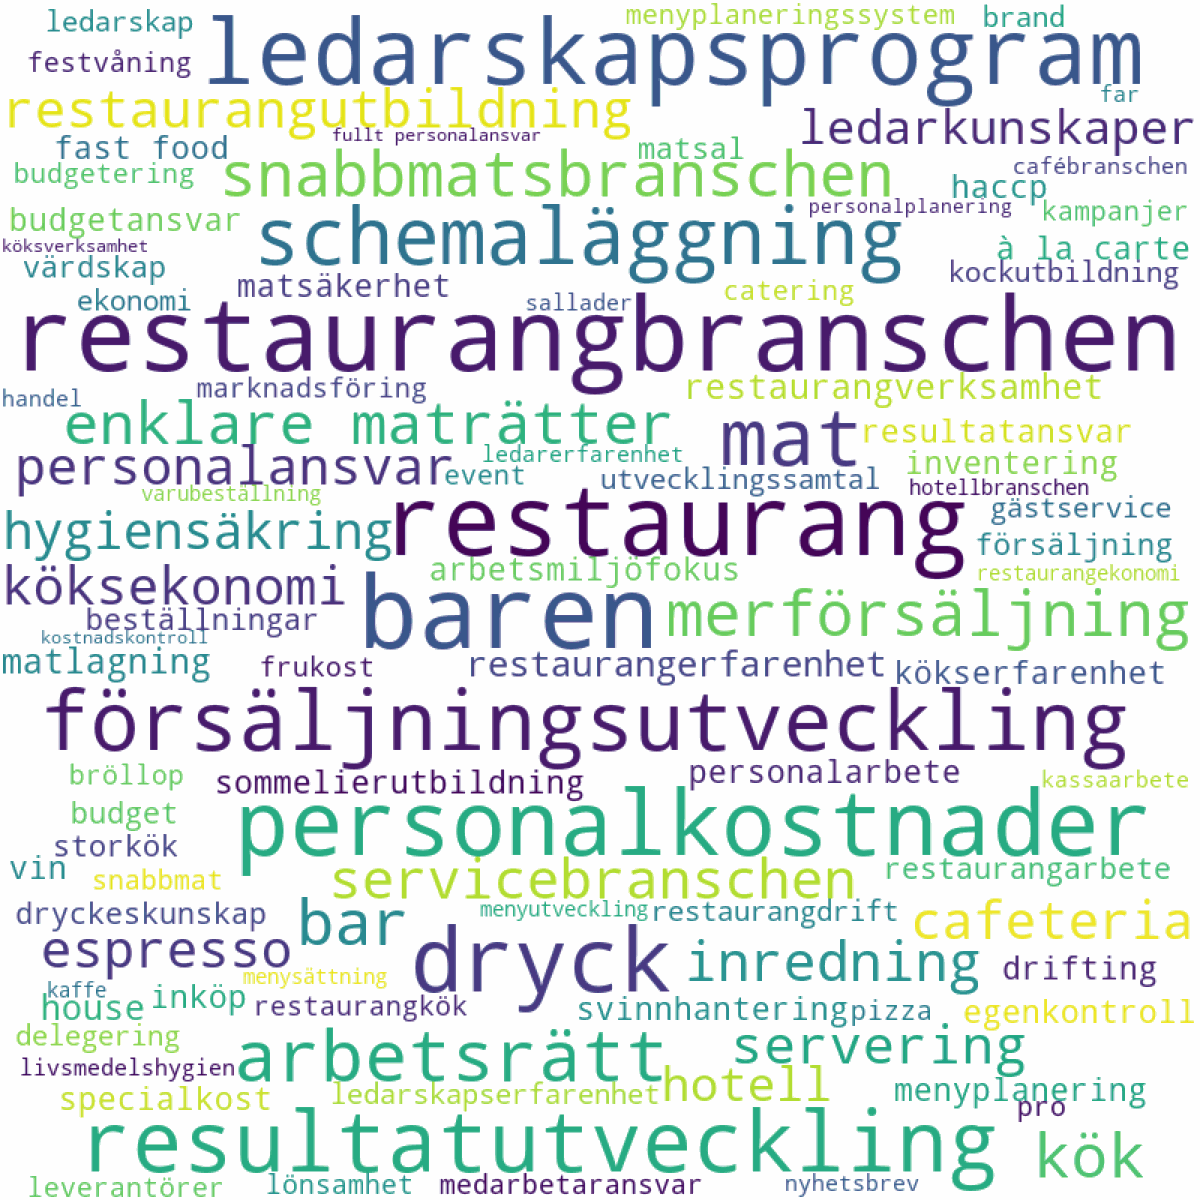 ledarskap
menyplaneringssystem
brand
ledarskapsprogram
festvåning
restaurangutbildning
far
fullt personalansvar
ledarkunskaper
fast food
matsal
snabbmatsbranschen
cafébranschen
budgetering
haccp
budgetansvar
personalplanering
kampanjer
schemaläggning
köksverksamhet
à la carte
värdskap
kockutbildning
matsäkerhet
ekonomi
sallader
catering
restaurangbranschen
marknadsföring
restaurangverksamhet
handel
enklare maträtter
mat
resultatansvar
personalansvar
ledarerfarenhet
inventering
event
utvecklingssamtal
hotellbranschen
varubeställning
restaurang
gästservice
hygiensäkring
försäljning
arbetsmiljöfokus
restaurangekonomi
köksekonomi
baren
merförsäljning
beställningar
kostnadskontroll
matlagning
frukost
restaurangerfarenhet
kökserfarenhet
försäljningsutveckling
bröllop
sommelierutbildning
personalarbete
kassaarbete
budget
personalkostnader
storkök
vin
snabbmat
servicebranschen
restaurangarbete
dryckeskunskap
bar
menyutveckling
restaurangdrift
cafeteria
espresso
dryck
inredning
drifting
menysättning
kaffe
house
inköp
restaurangkök
svinnhantering
pizza
egenkontroll
delegering
arbetsrätt
servering
livsmedelshygien
specialkost
ledarskapserfarenhet
hotell
menyplanering
pro
resultatutveckling
kök
leverantörer
lönsamhet
medarbetaransvar
nyhetsbrev